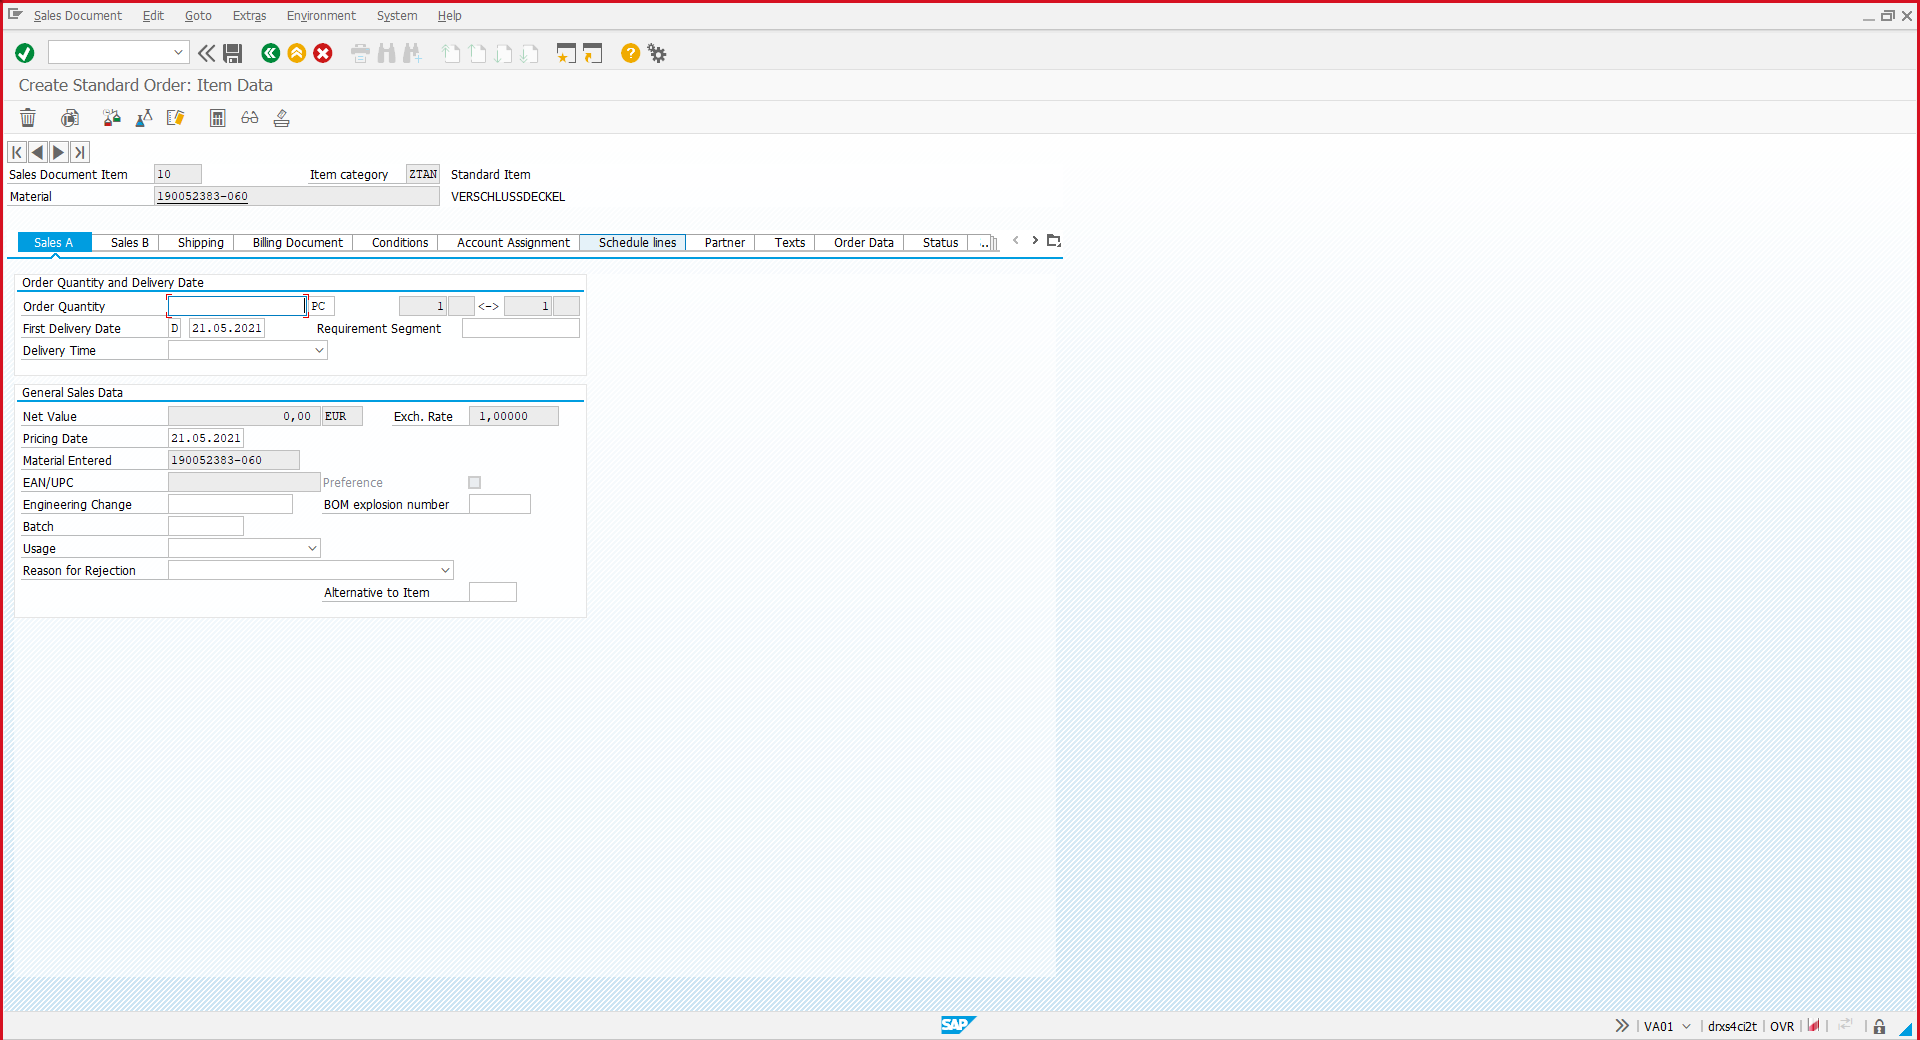 Sales Document Edit Goto Extras Environment System Help
Create Standard Order: Item Data
Sales Document Item 10 Item category ZTAN Standard Item
Material 190052383-060 VERSCHLUSSDECKEL
Sales A Sales B Shipping Billing Document Conditions Account Assignment Schedule lines Partner Texts Order Data Status ...
Order Quantity and Delivery Date
Order Quantity PC 1 <-> 1
First Delivery Date D 21.05.2021 Requirement Segment
Delivery Time
General Sales Data
Net Value 0,00 EUR Exch. Rate 1,00000
Pricing Date 21.05.2021
Material Entered 190052383-060
EAN/UPC Preference
Engineering Change BOM explosion number
Batch
Usage
Reason for Rejection
Alternative to Item
SAP VA01 drxs4ci2t OVR